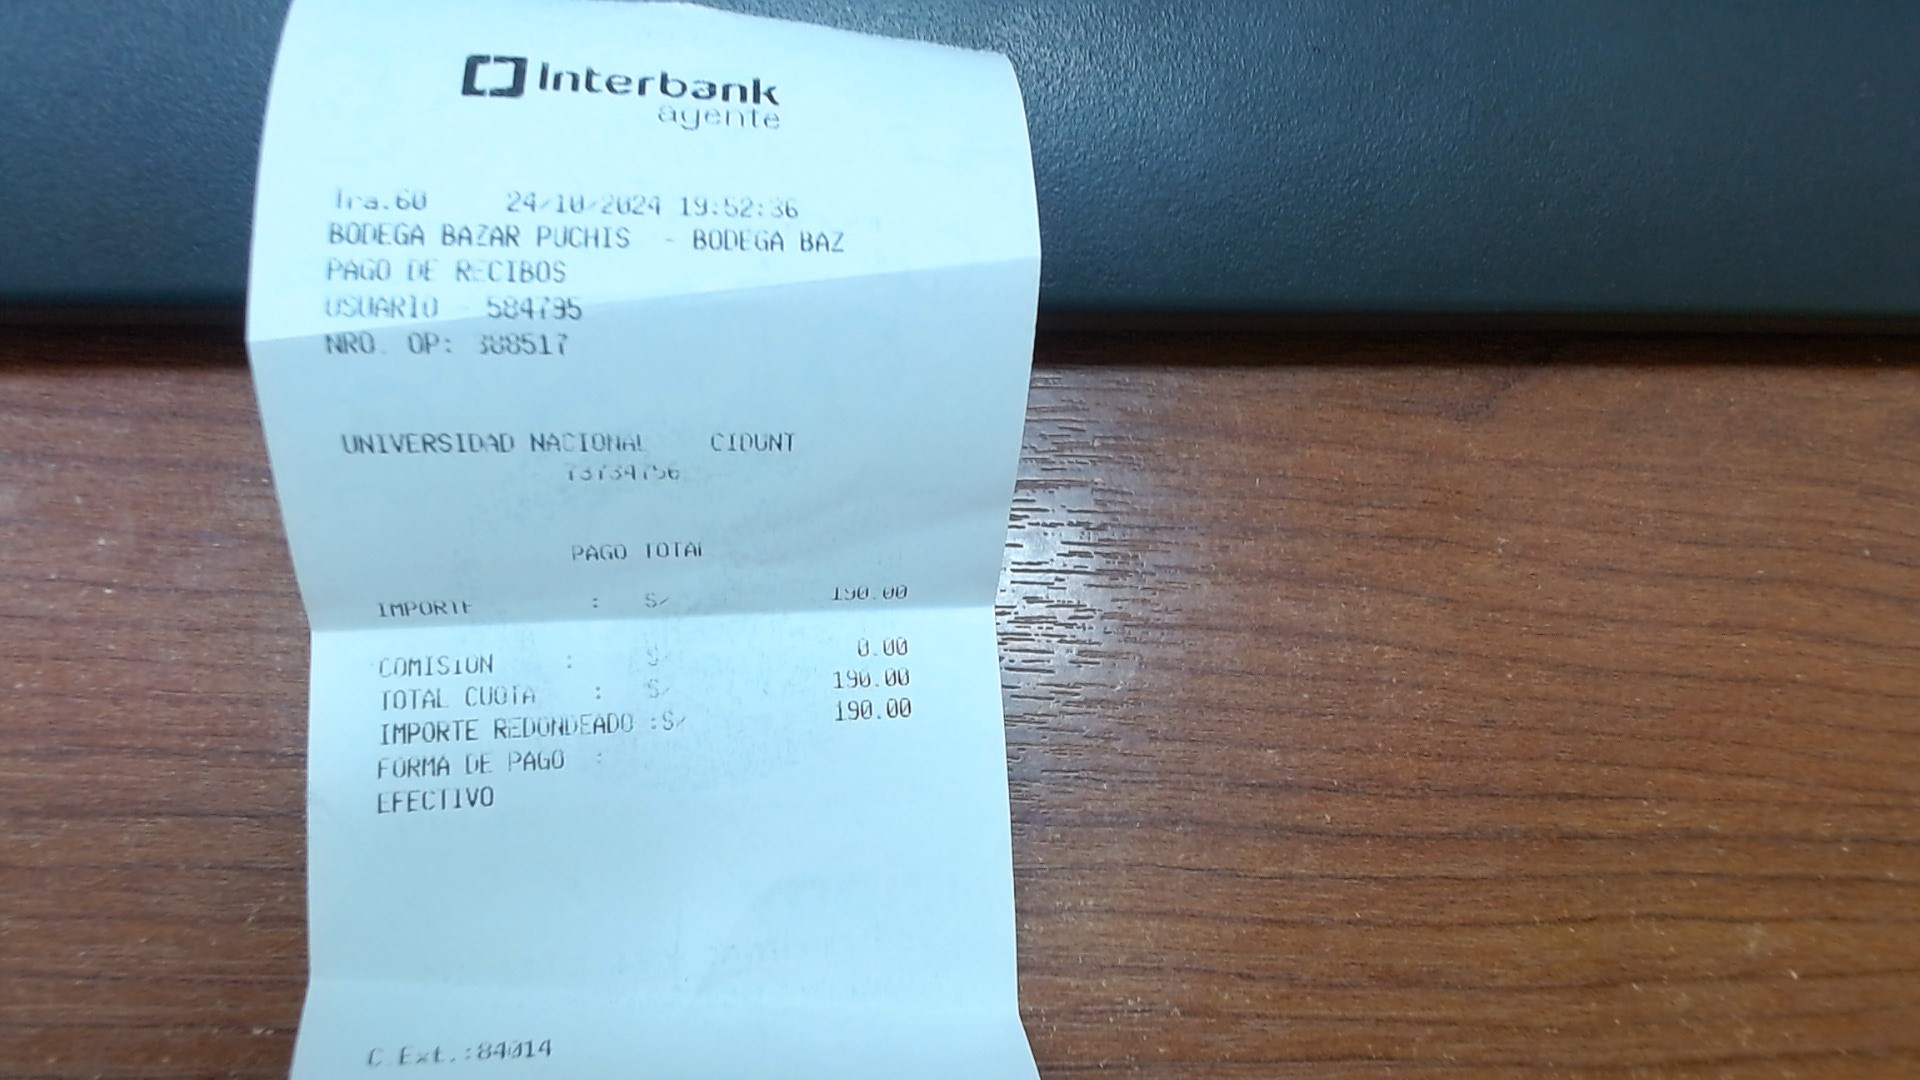 Interbank
agente
Tra.60 24/10/2024 19:52:36
BODEGA BAZAR PUCHIS - BODEGA BAZ
PAGO DE RECIBOS
USUARIO - 584795
NRO. OP: 388517
UNIVERSIDAD NACIONAL CIDUNT
PAGO TOTAL
IMPORTE : S/ 190.00
COMISION : S/ 0.00
TOTAL CUOTA : S/ 190.00
IMPORTE REDONDEADO :S/ 190.00
FORMA DE PAGO :
EFECTIVO
C.Ext.:84014